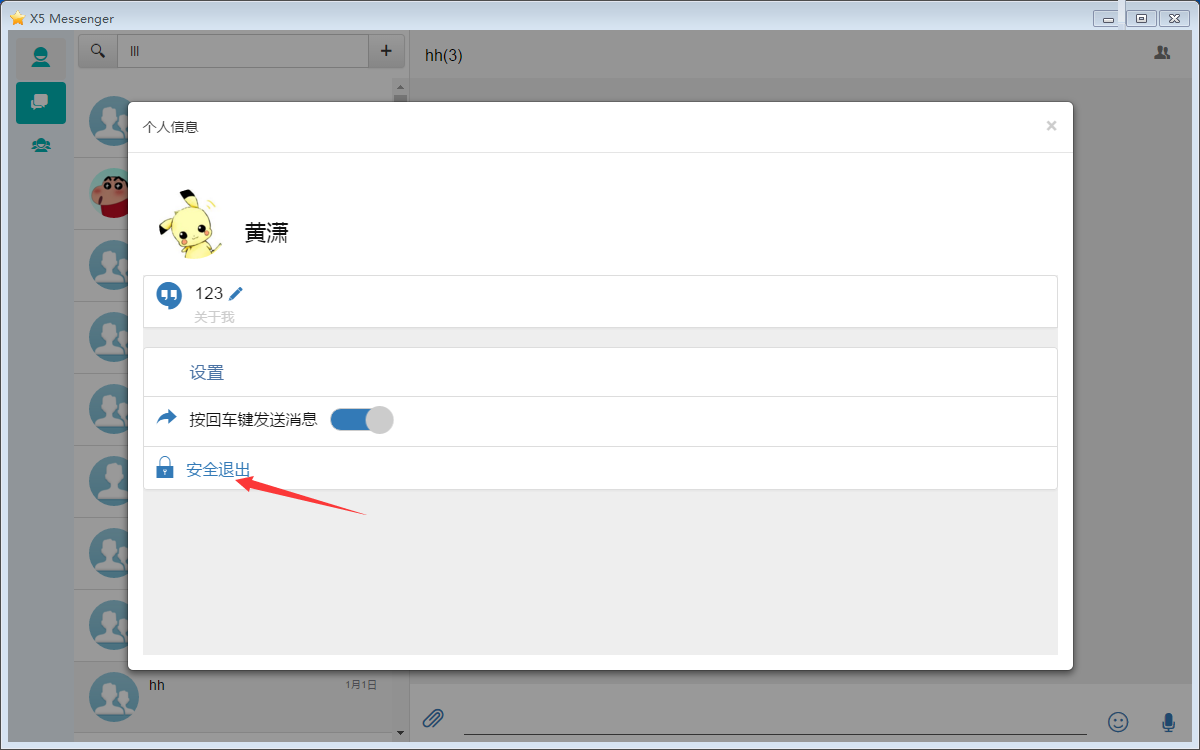 X5 Messenger
lll
hh(3)
个人信息
黄潇
123
关于我
设置
按回车键发送消息
安全退出
hh
1月1日